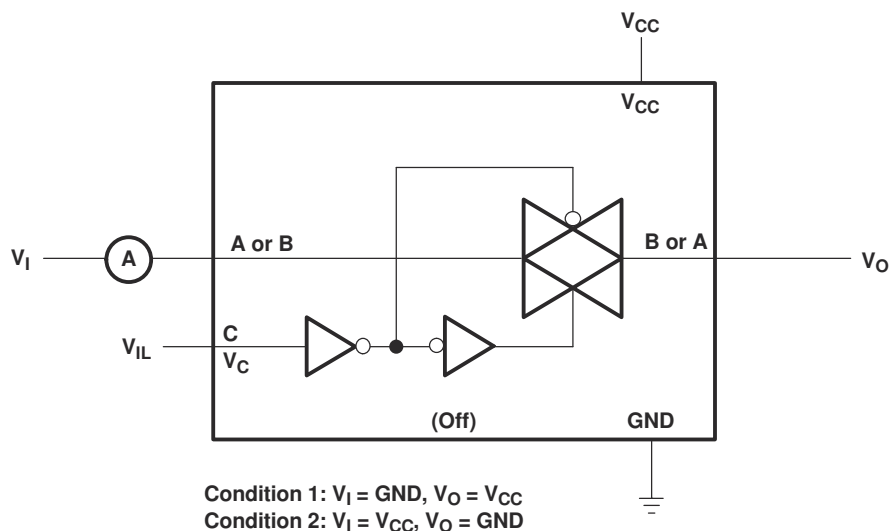 VCC
VCC
A or B
B or A
VI
A
VO
C
VIL
VC
(Off)
GND
Condition 1: VI = GND, VO = VCC
Condition 2: VI = VCC, VO = GND